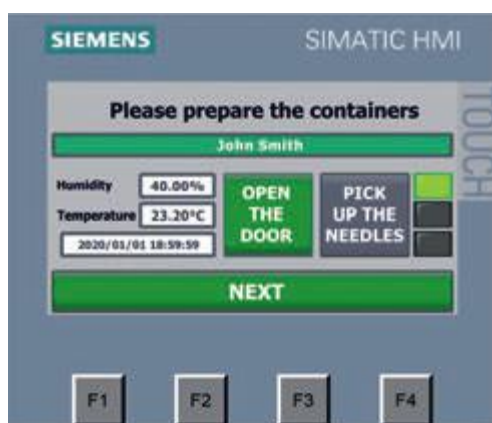 SIEMENS
SIMATIC HMI
TOUCH
Please prepare the containers
John Smith
Humidity 40.00%
Temperature 23.20°C
2020/01/01 18:59:59
OPEN
THE
DOOR
PICK
UP THE
NEEDLES
NEXT
F1 F2 F3 F4